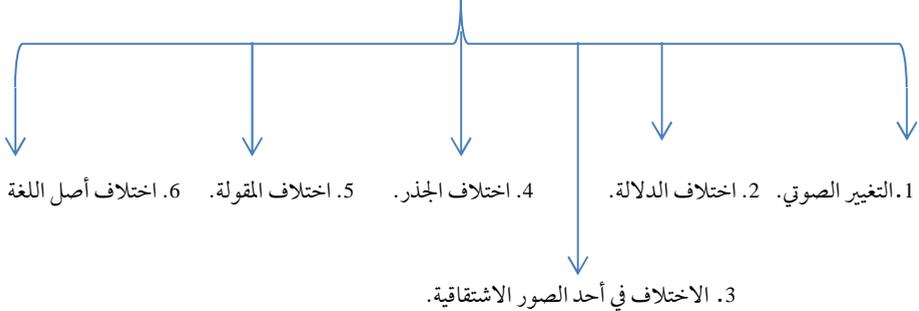 1.التغيير الصوتي.
2. اختلاف الدلالة.
4. اختلاف الجذر.
5. اختلاف المقولة.
6. اختلاف أصل اللغة
3. الاختلاف في أحد الصور الاشتقاقية.